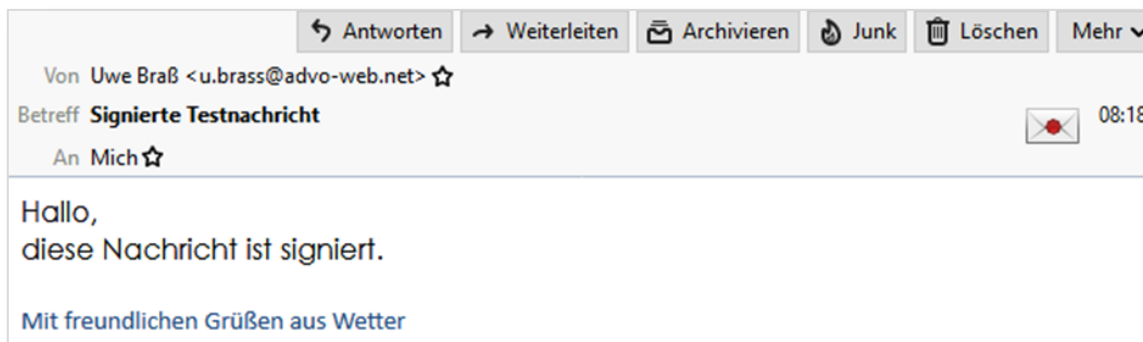 Antworten Weiterleiten Archivieren Junk Löschen Mehr
Von Uwe Braß <u.brass@advo-web.net>
Betreff Signierte Testnachricht 08:18
An Mich
Hallo,
diese Nachricht ist signiert.
Mit freundlichen Grüßen aus Wetter